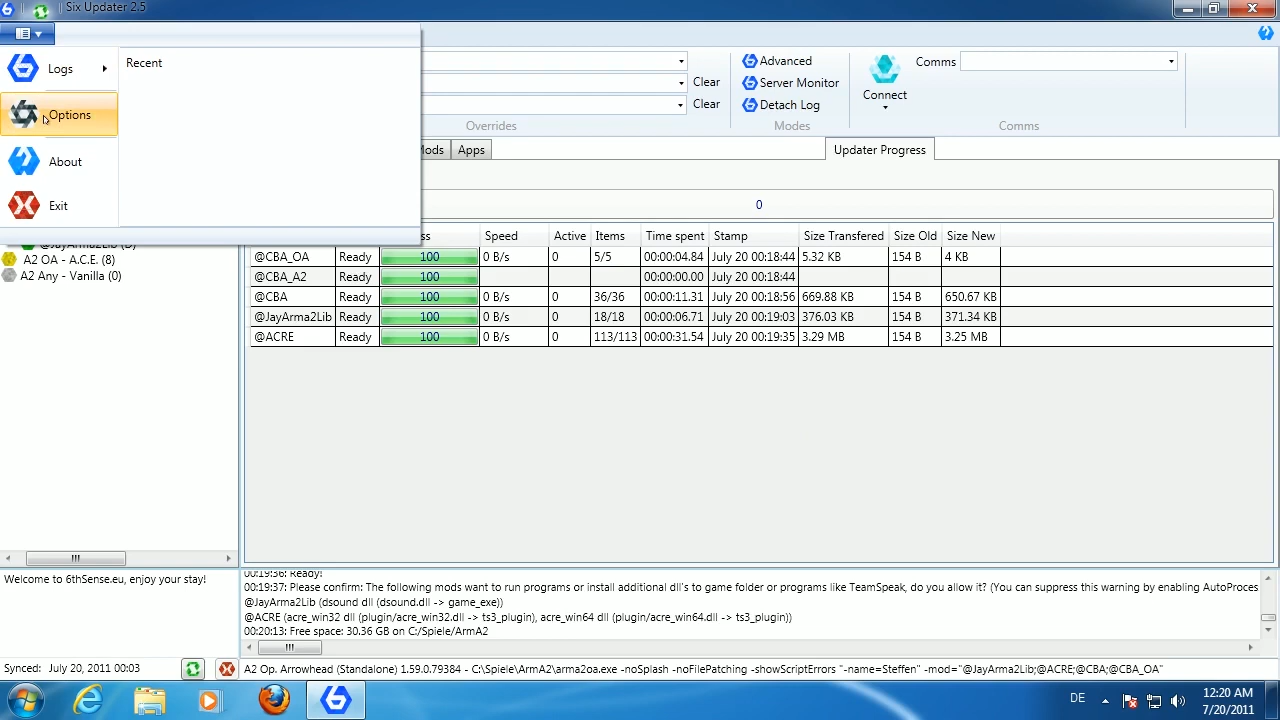 Six Updater 2.5
Logs
Recent
Options
About
Exit
Clear
Clear
Overrides
Advanced
Server Monitor
Detach Log
Modes
Connect
Comms
Comms
Mods
Apps
Updater Progress
0
Speed Active Items Time spent Stamp Size Transfered Size Old Size New
@CBA_OA Ready 100 0 B/s 0 5/5 00:00:04.84 July 20 00:18:44 5.32 KB 154 B 4 KB
@CBA_A2 Ready 100 00:00:00.00 July 20 00:18:44
@CBA Ready 100 0 B/s 0 36/36 00:00:11.31 July 20 00:18:56 669.88 KB 154 B 650.67 KB
@JayArma2Lib Ready 100 0 B/s 0 18/18 00:00:06.71 July 20 00:19:03 376.03 KB 154 B 371.34 KB
@ACRE Ready 100 0 B/s 0 113/113 00:00:31.54 July 20 00:19:35 3.29 MB 154 B 3.25 MB
@JayArma2Lib
A2 OA - A.C.E. (8)
A2 Any - Vanilla (0)
Welcome to 6thSense.eu, enjoy your stay!
00:19:36: Ready!
00:19:37: Please confirm: The following mods want to run programs or install additional dll's to game folder or programs like TeamSpeak, do you allow it? (You can suppress this warning by enabling AutoProces
@JayArma2Lib (dsound dll (dsound.dll -> game_exe))
@ACRE (acre_win32 dll (plugin/acre_win32.dll -> ts3_plugin), acre_win64 dll (plugin/acre_win64.dll -> ts3_plugin))
00:20:13: Free space: 30.36 GB on C:/Spiele/ArmA2
Synced: July 20, 2011 00:03
A2 Op. Arrowhead (Standalone) 1.59.0.79384 - C:\Spiele\ArmA2\arma2oa.exe -noSplash -noFilePatching -showScriptErrors "-name=Steffen" -mod="@JayArma2Lib;@ACRE;@CBA;@CBA_OA"
DE
12:20 AM
7/20/2011